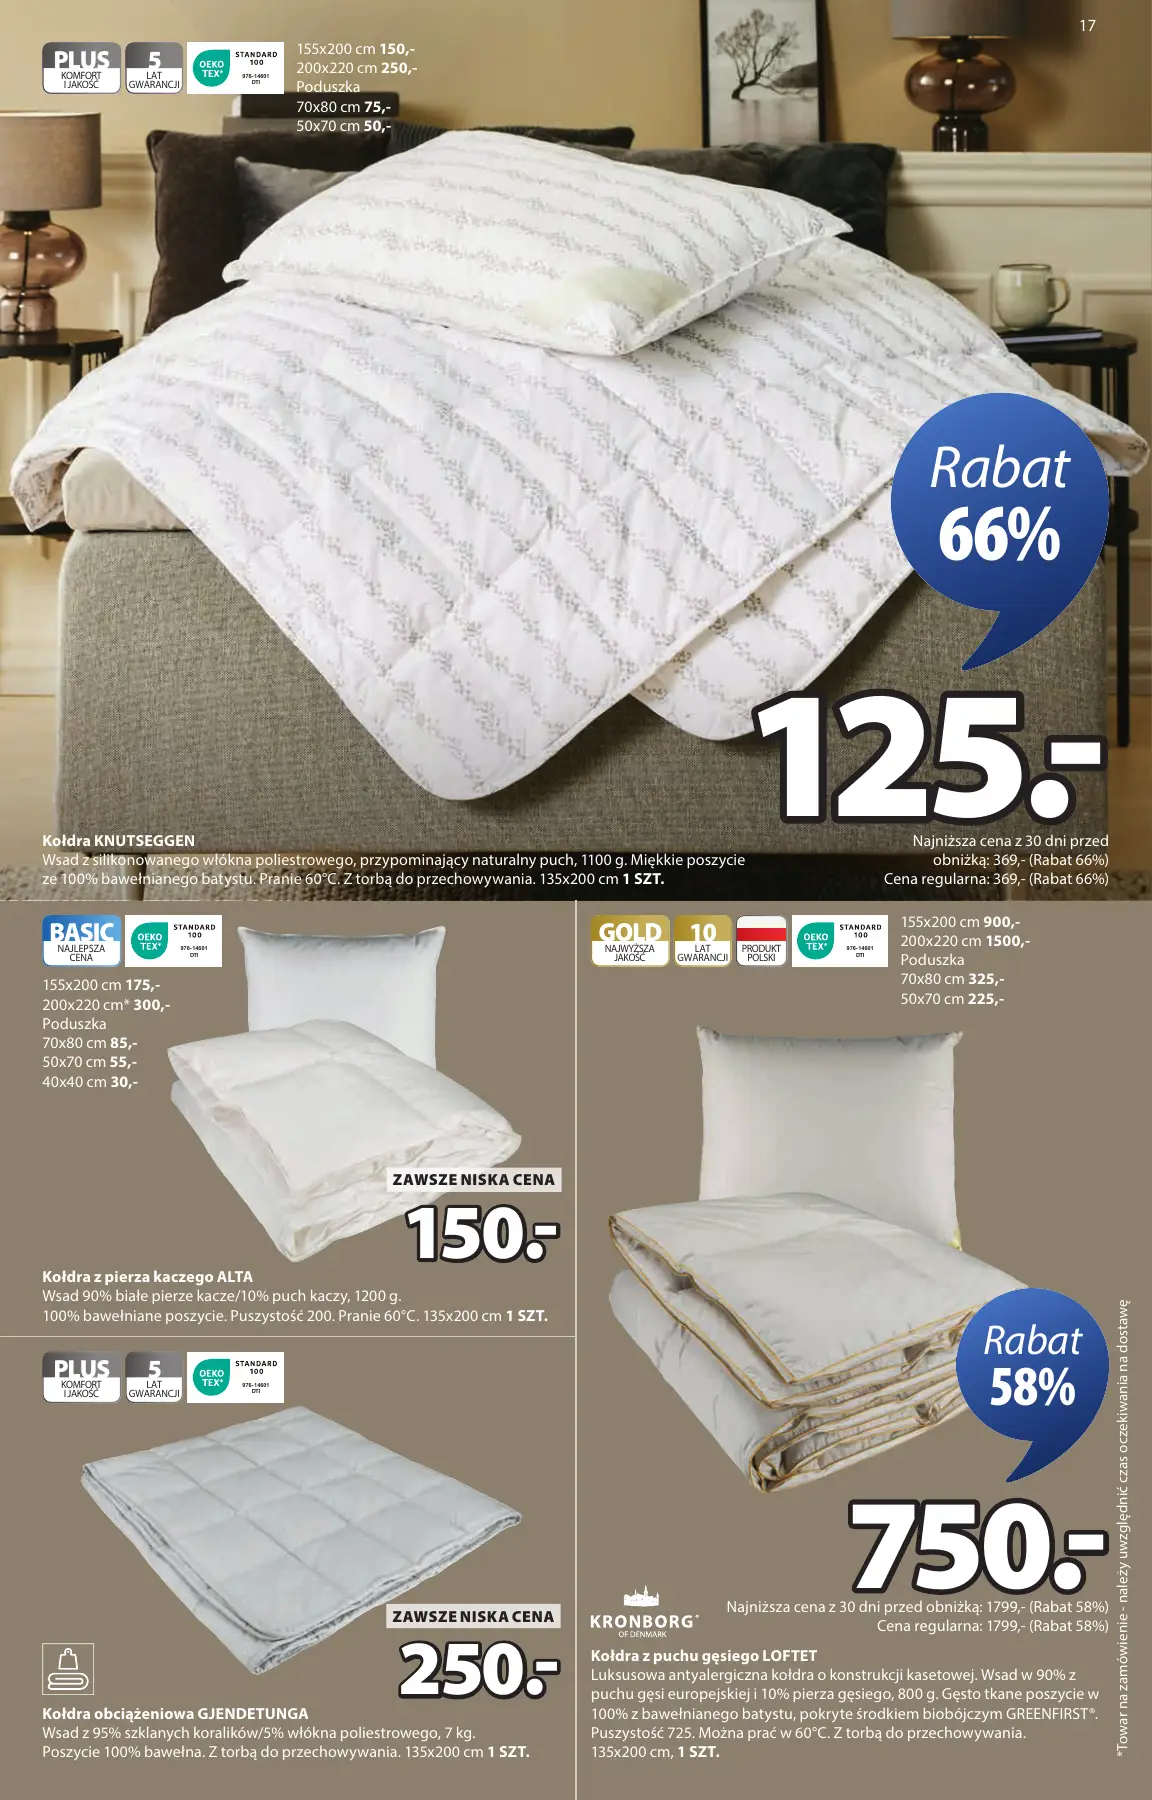 17
PLUS
KOMFORT
I JAKOŚĆ
5
LAT
GWARANCJI
OEKO
TEX®
STANDARD
100
976-14601
DTI
155x200 cm 150,-
200x220 cm 250,-
Poduszka
70x80 cm 75,-
50x70 cm 50,-
Rabat
66%
125.-
Kołdra KNUTSEGGEN
Wsad z silikonowanego włókna poliestrowego, przypominający naturalny puch, 1100 g. Miękkie poszycie
ze 100% bawełnianego batystu. Pranie 60°C. Z torbą do przechowywania. 135x200 cm 1 SZT.
Najniższa cena z 30 dni przed
obniżką: 369,- (Rabat 66%)
Cena regularna: 369,- (Rabat 66%)
BASIC
NAJLEPSZA
CENA
OEKO
TEX®
STANDARD
100
976-14601
DTI
155x200 cm 175,-
200x220 cm* 300,-
Poduszka
70x80 cm 85,-
50x70 cm 55,-
40x40 cm 30,-
ZAWSZE NISKA CENA
150.-
Kołdra z pierza kaczego ALTA
Wsad 90% białe pierze kacze/10% puch kaczy, 1200 g.
100% bawełniane poszycie. Puszystość 200. Pranie 60°C. 135x200 cm 1 SZT.
PLUS
KOMFORT
I JAKOŚĆ
5
LAT
GWARANCJI
OEKO
TEX®
STANDARD
100
976-14601
DTI
ZAWSZE NISKA CENA
250.-
Kołdra obciążeniowa GJENDETUNGA
Wsad z 95% szklanych koralików/5% włókna poliestrowego, 7 kg.
Poszycie 100% bawełna. Z torbą do przechowywania. 135x200 cm 1 SZT.
GOLD
NAJWYŻSZA
JAKOŚĆ
10
LAT
GWARANCJI
PRODUKT
POLSKI
OEKO
TEX®
STANDARD
100
976-14601
DTI
155x200 cm 900,-
200x220 cm 1500,-
Poduszka
70x80 cm 325,-
50x70 cm 225,-
Rabat
58%
750.-
Najniższa cena z 30 dni przed obniżką: 1799,- (Rabat 58%)
Cena regularna: 1799,- (Rabat 58%)
KRONBORG®
OF DENMARK
Kołdra z puchu gęsiego LOFTET
Luksusowa antyalergiczna kołdra o konstrukcji kasetowej. Wsad w 90% z
puchu gęsi europejskiej i 10% pierza gęsiego, 800 g. Gęsto tkane poszycie w
100% z bawełnianego batystu, pokryte środkiem biobójczym GREENFIRST®.
Puszystość 725. Można prać w 60°C. Z torbą do przechowywania.
135x200 cm, 1 SZT.
*Towar na zamówienie - należy uwzględnić czas oczekiwania na dostawę